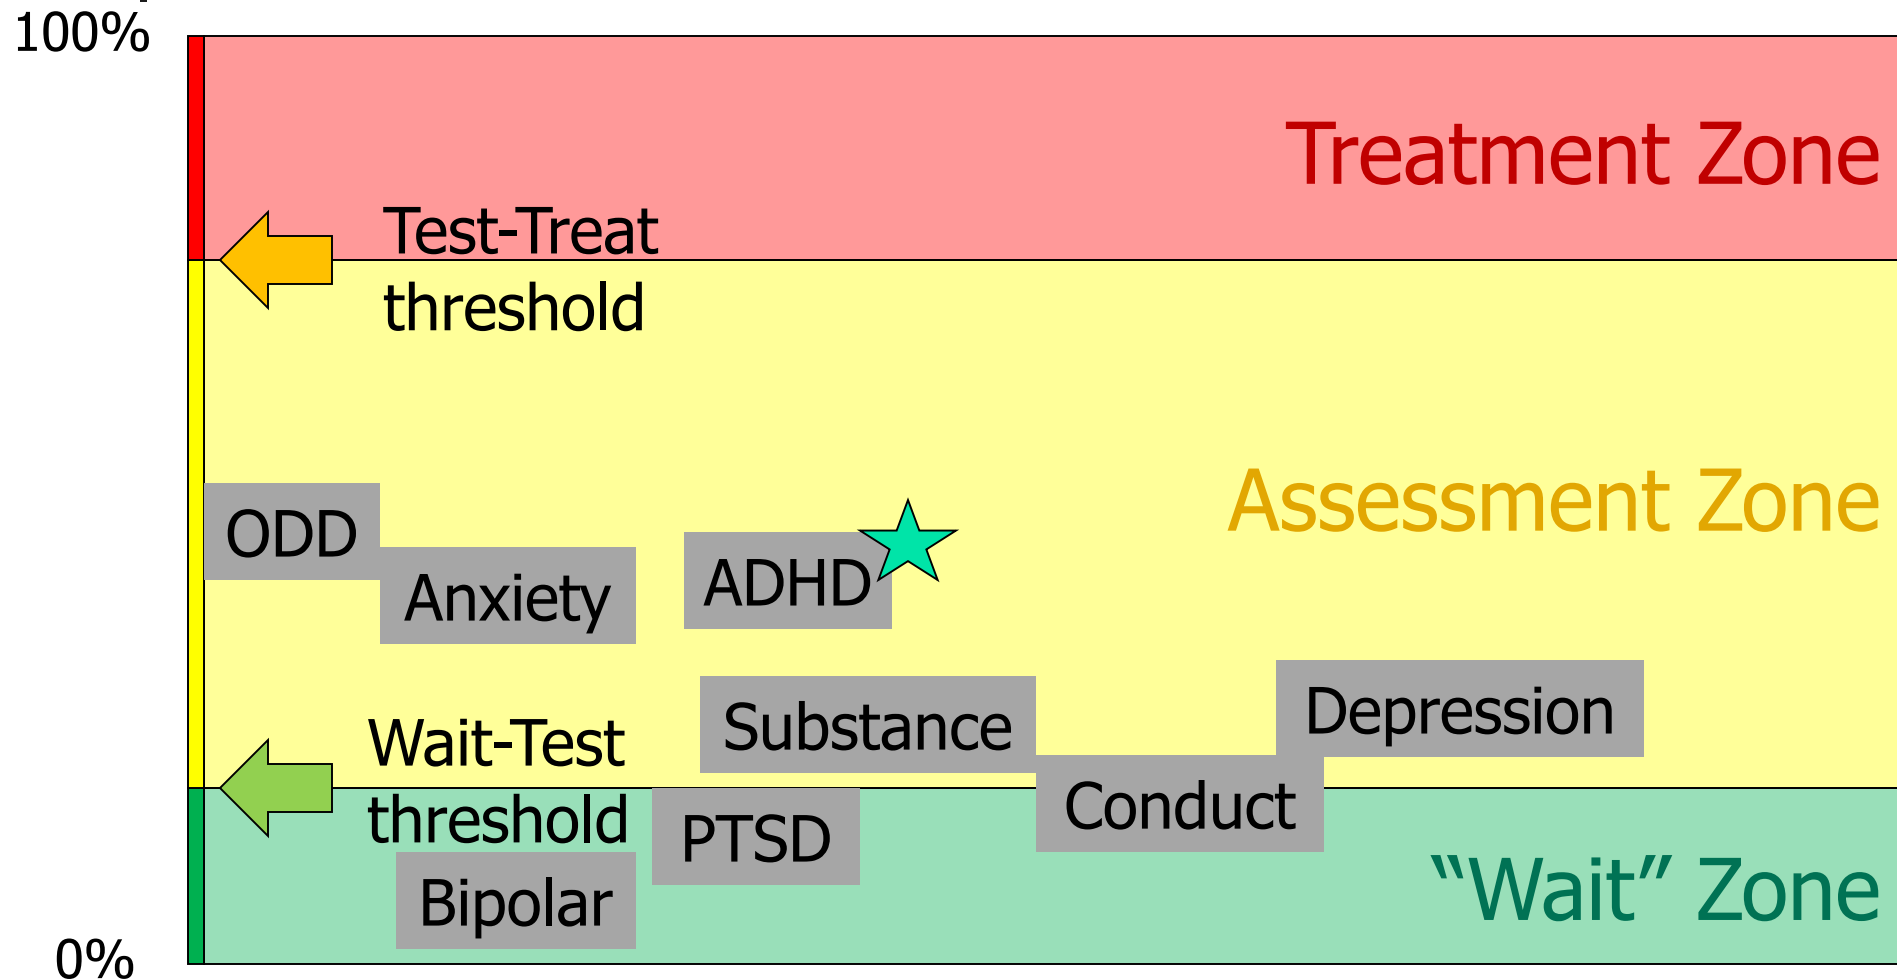 100%
Treatment Zone
Test-Treat
threshold
Assessment Zone
ODD
Anxiety
ADHD
Substance
Depression
Wait-Test
threshold
Conduct
PTSD
Bipolar
“Wait” Zone
0%